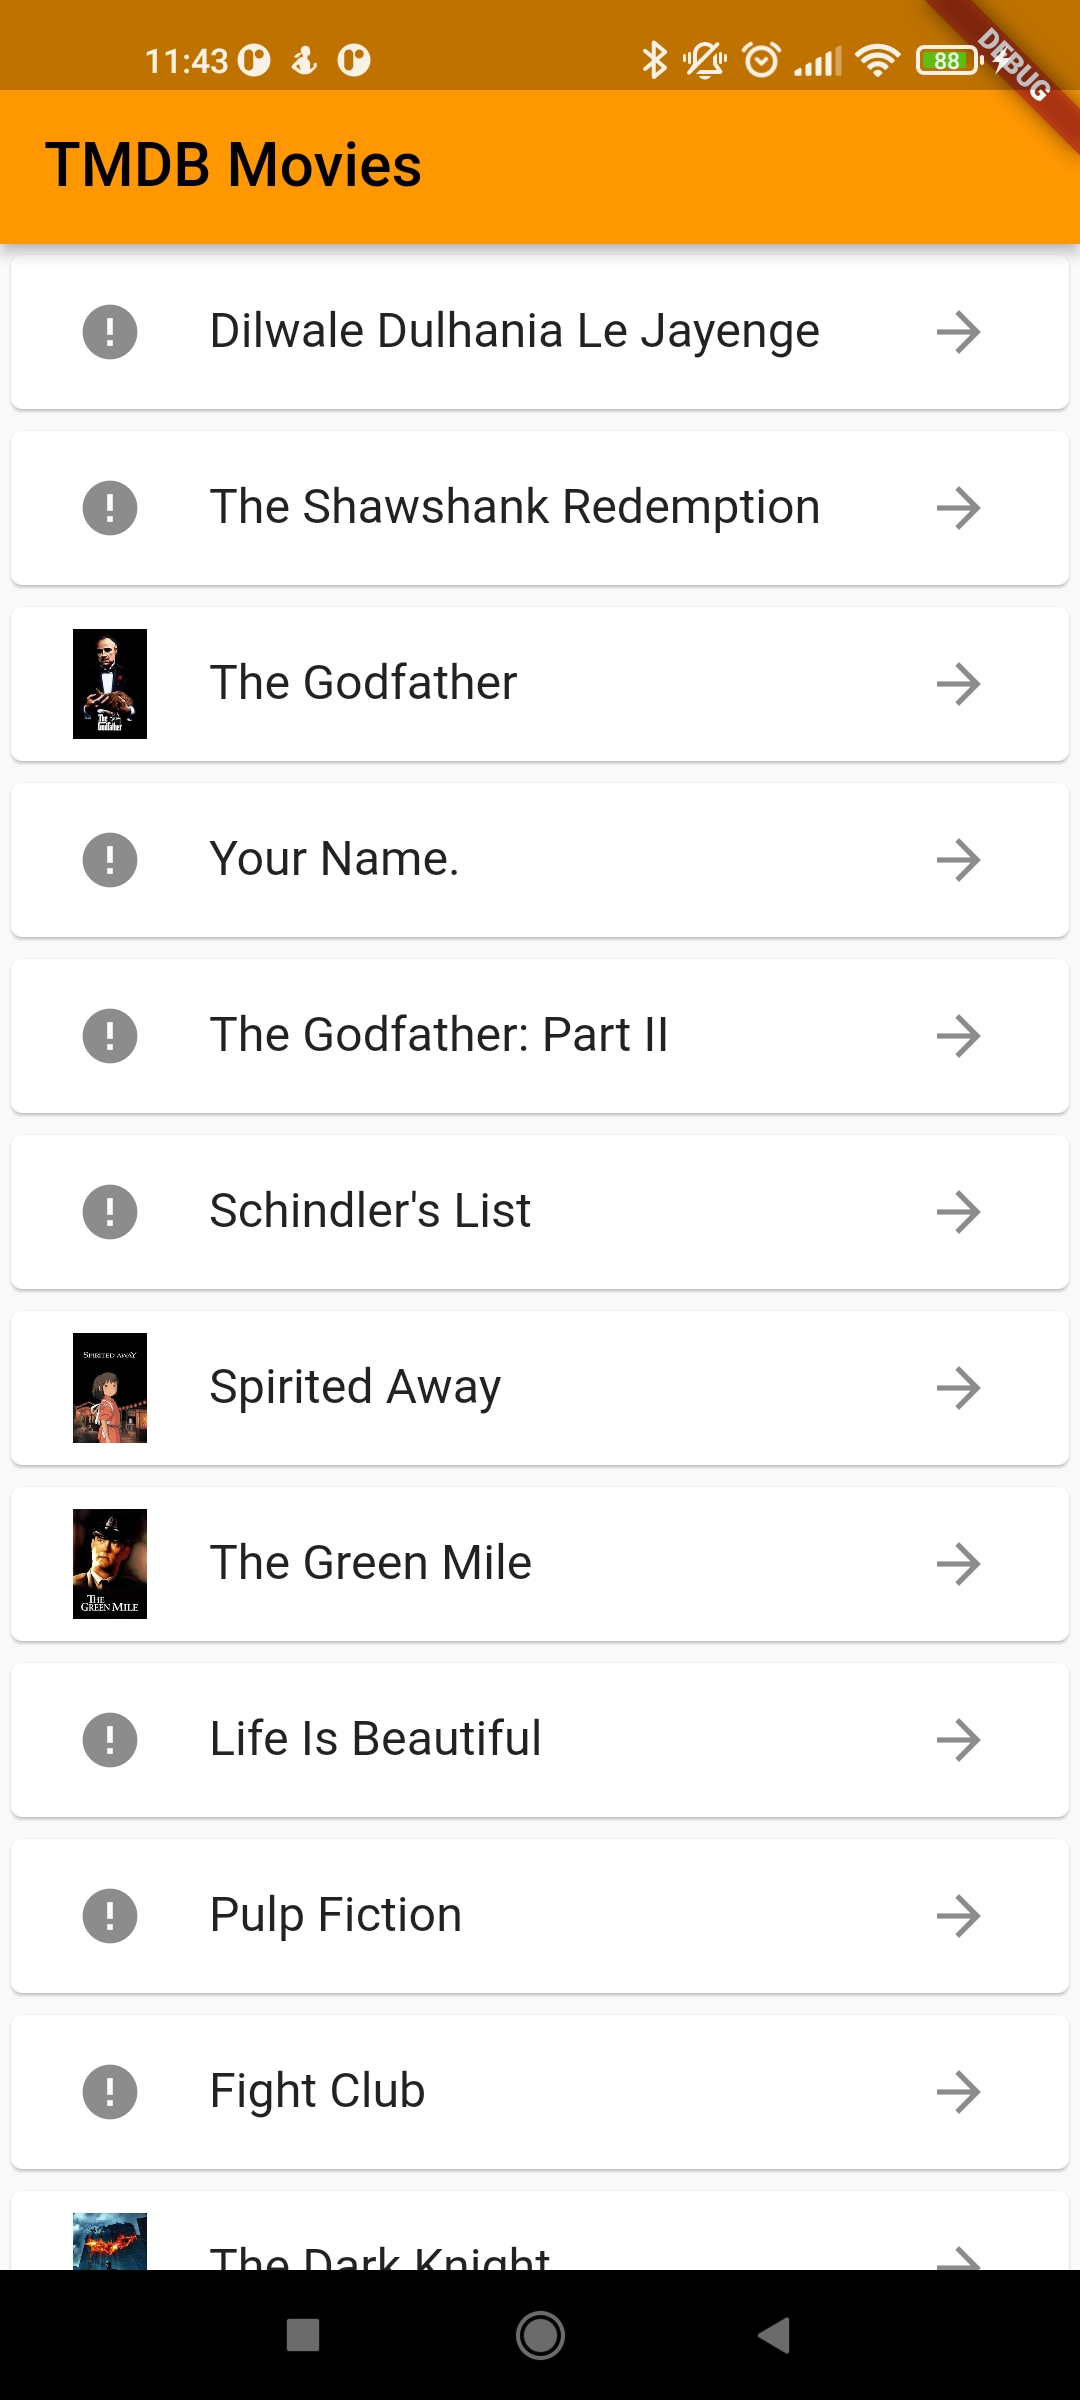 11:43
88
DEBUG
TMDB Movies
Dilwale Dulhania Le Jayenge
The Shawshank Redemption
The Godfather
The Godfather
Your Name.
The Godfather: Part II
Schindler's List
SPIRITED AWAY
Spirited Away
THE
GREEN MILE
The Green Mile
Life Is Beautiful
Pulp Fiction
Fight Club
The Dark Knight